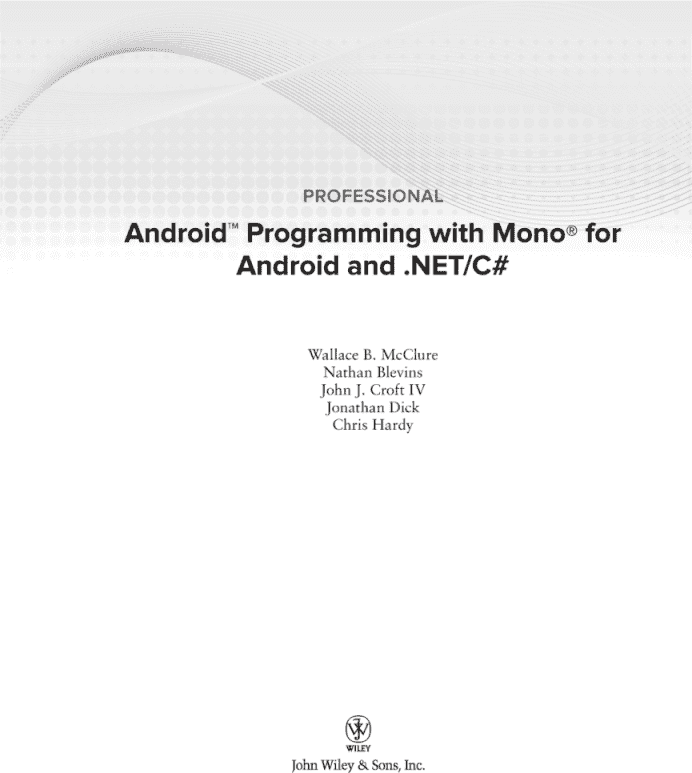 PROFESSIONAL
Android™ Programming with Mono® for
Android and .NET/C#
Wallace B. McClure
Nathan Blevins
John J. Croft IV
Jonathan Dick
Chris Hardy
WILEY
John Wiley & Sons, Inc.